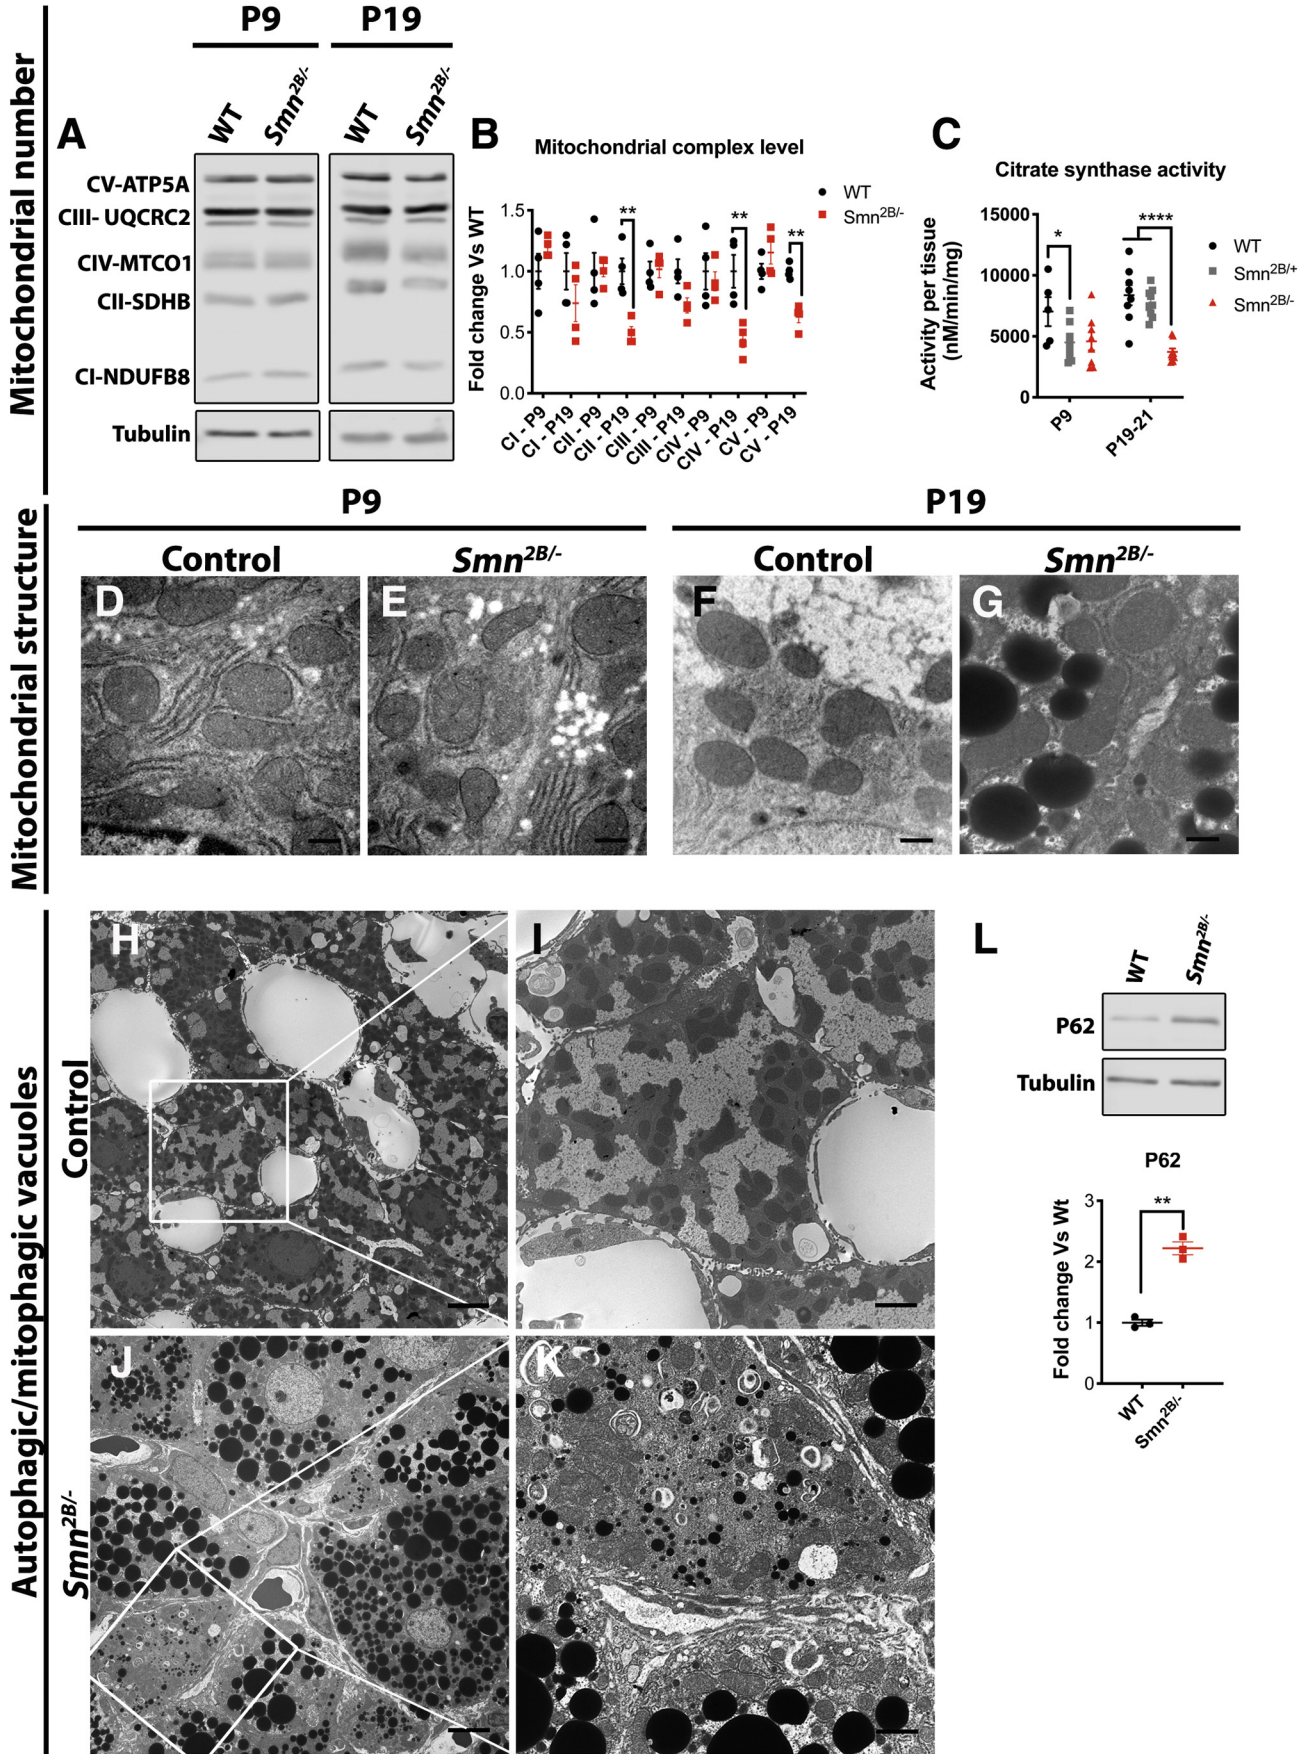 Mitochondrial number
P9
P19
A
WT
Smn2B/-
WT
Smn2B/-
CV-ATP5A
CIII- UQCRC2
CIV-MTCO1
CII-SDHB
CI-NDUFB8
Tubulin
B
Mitochondrial complex level
WT
Smn2B/-
Fold change Vs WT
1.5
1.0
0.5
0.0
**
**
**
CI - P9
CI - P19
CII - P9
CII - P19
CIII - P9
CIII - P19
CIV - P9
CIV - P19
CV - P9
CV - P19
C
Citrate synthase activity
Activity per tissue
(nM/min/mg)
15000
10000
5000
0
*
****
WT
Smn2B/+
Smn2B/-
P9
P19-21
Mitochondrial structure
P9
P19
Control
Smn2B/-
Control
Smn2B/-
D
E
F
G
Autophagic/mitophagic vacuoles
Control
H
I
Smn2B/-
J
K
L
WT
Smn2B/-
P62
Tubulin
P62
Fold change Vs Wt
3
2
1
0
**
WT
Smn2B/-